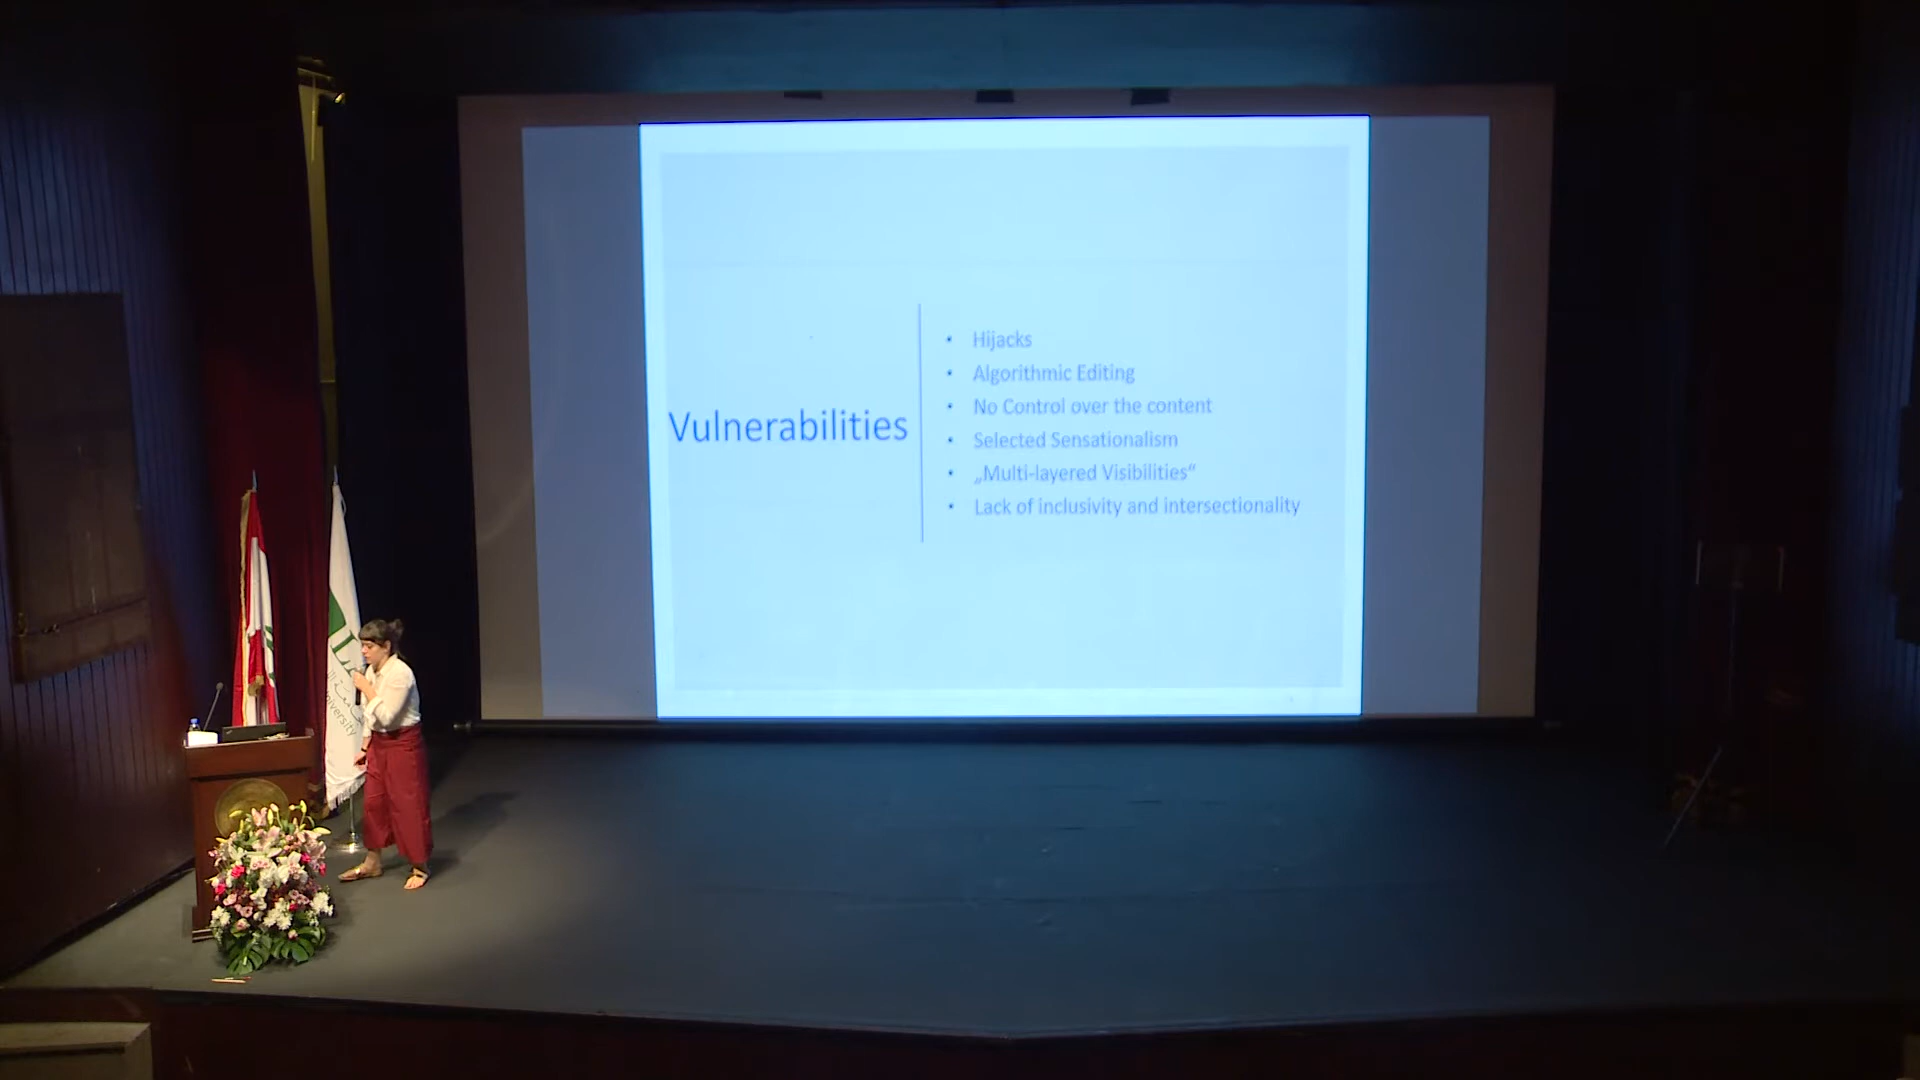 Vulnerabilities
• Hijacks
• Algorithmic Editing
• No Control over the content
• Selected Sensationalism
• „Multi-layered Visibilities“
• Lack of inclusivity and intersectionality